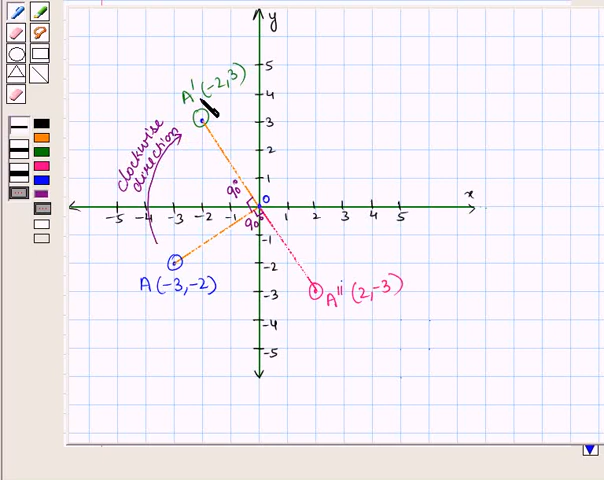 y
5
A' (-2,3)
4
3
clockwise
direction
2
1
90°
O
x
-5 -4 -3 -2 -1 1 2 3 4 5
90°
-1
-2
A (-3,-2)
-3
A'' (2,-3)
-4
-5